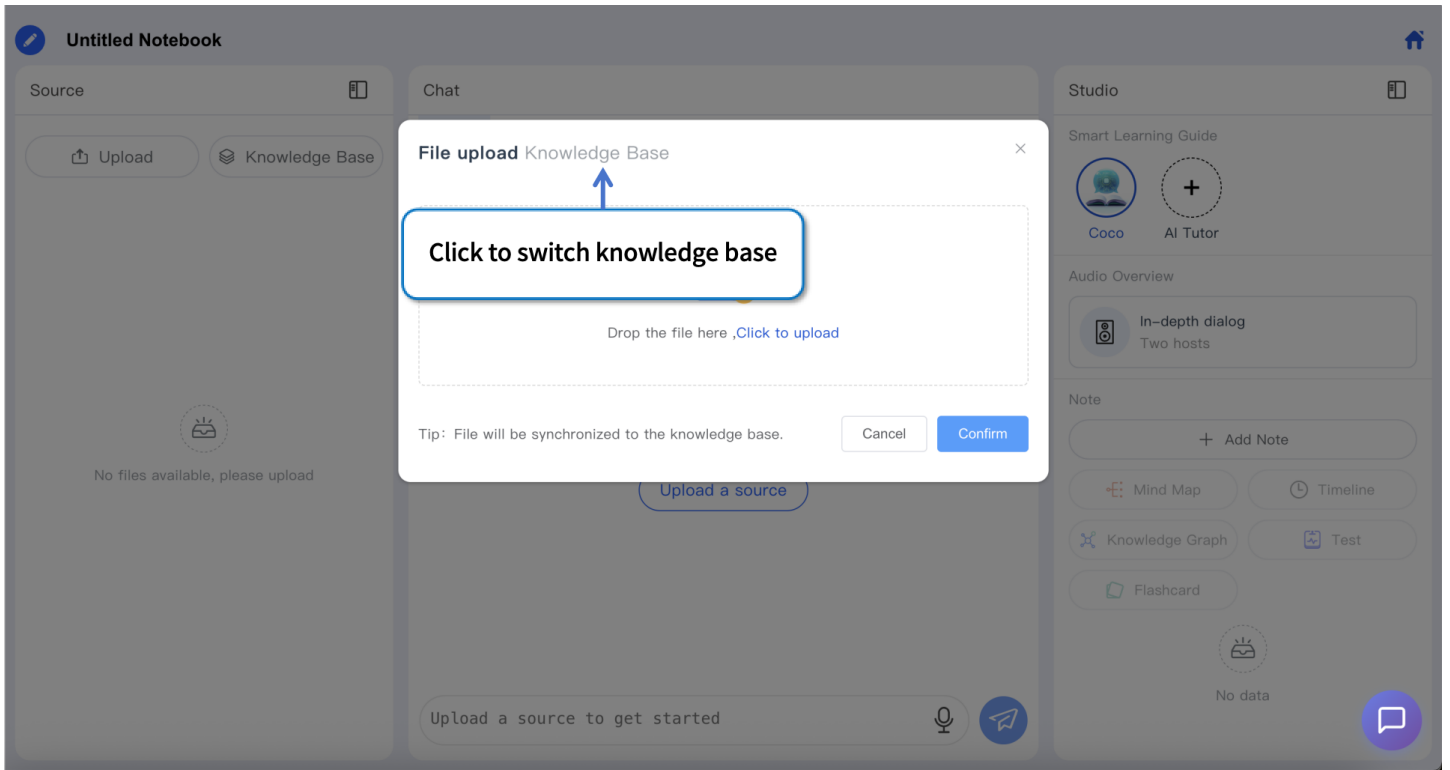 Untitled Notebook
Source
Upload
Knowledge Base
No files available, please upload
Chat
File upload Knowledge Base
Click to switch knowledge base
Drop the file here ,Click to upload
Tip: File will be synchronized to the knowledge base.
Cancel
Confirm
Upload a source
Upload a source to get started
Studio
Smart Learning Guide
Coco
AI Tutor
Audio Overview
In-depth dialog
Two hosts
Note
+ Add Note
Mind Map
Timeline
Knowledge Graph
Test
Flashcard
No data